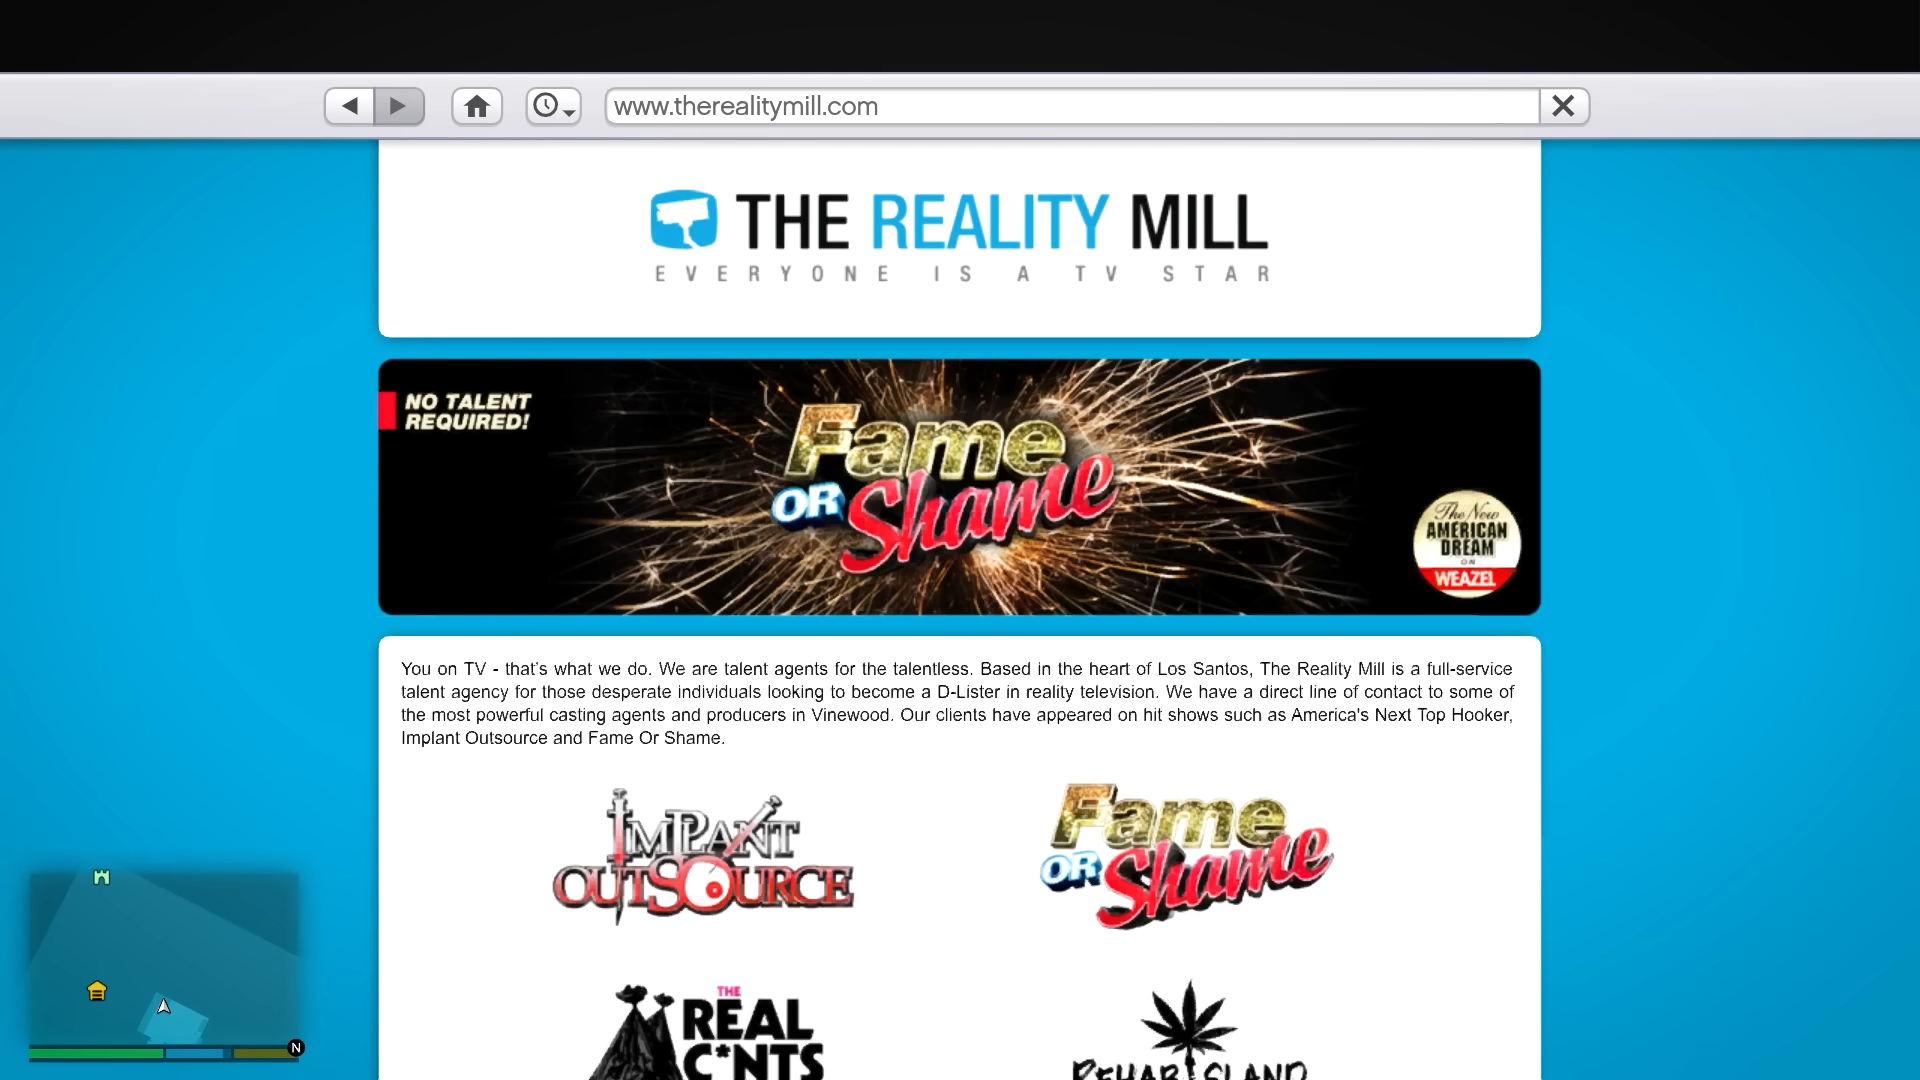 www.therealitymill.com
THE REALITY MILL
EVERYONE IS A TV STAR
NO TALENT
REQUIRED!
Fame
OR Shame
The New
AMERICAN
DREAM
ON
WEAZEL
You on TV - that's what we do. We are talent agents for the talentless. Based in the heart of Los Santos, The Reality Mill is a full-service
talent agency for those desperate individuals looking to become a D-Lister in reality television. We have a direct line of contact to some of
the most powerful casting agents and producers in Vinewood. Our clients have appeared on hit shows such as America's Next Top Hooker,
Implant Outsource and Fame Or Shame.
IMPLANT
OUTSOURCE
Fame
OR Shame
THE
REAL
C*NTS
REHAB ISLAND
N